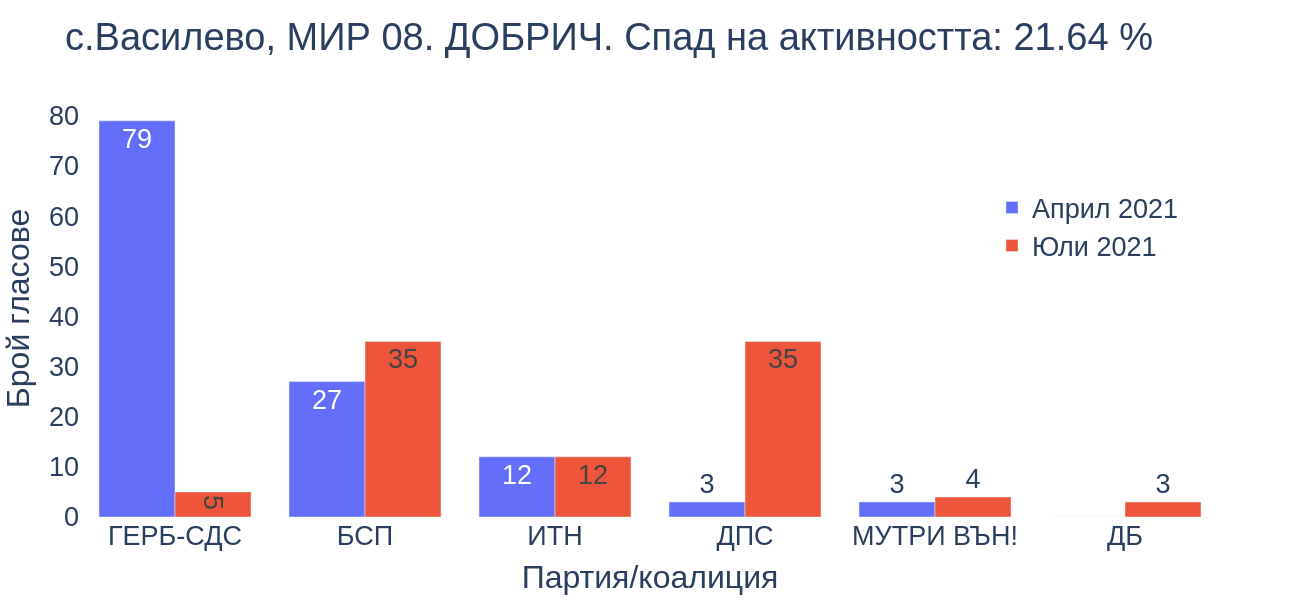 с.Василево, МИР 08. ДОБРИЧ. Спад на активността: 21.64 %
Брой гласове
80
70
60
50
40
30
20
10
0
79
5
27
35
12
12
3
35
3
4
3
Април 2021
Юли 2021
ГЕРБ-СДС
БСП
ИТН
ДПС
МУТРИ ВЪН!
ДБ
Партия/коалиция